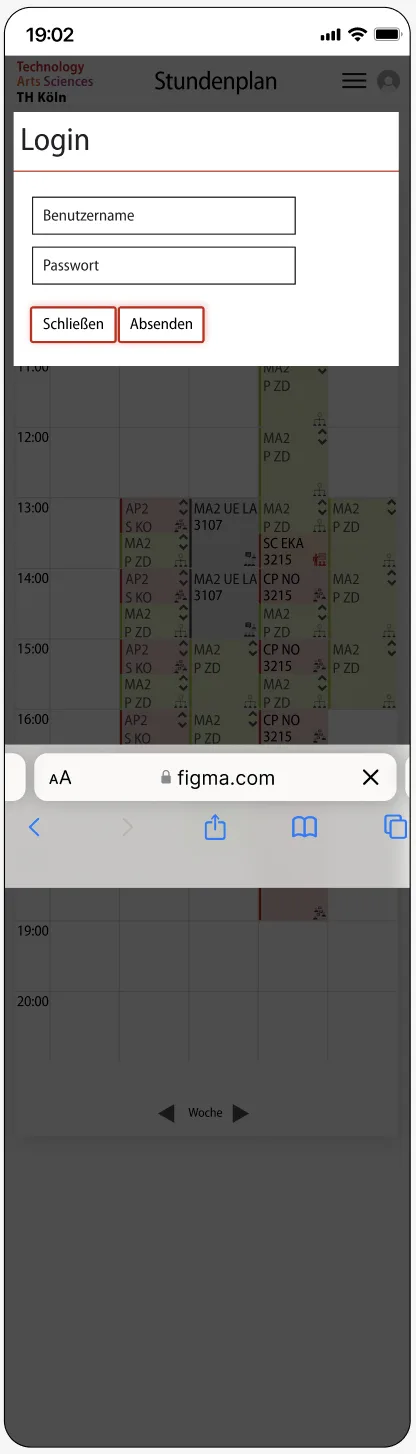 19:02
Technology
Arts Sciences
TH Köln
Stundenplan
Login
Benutzername
Passwort
Schließen Absenden
11:00
MA2
P ZD
12:00
MA2
P ZD
13:00
AP2
S KO
MA2 UE LA
3107
MA2
P ZD
MA2
P ZD
MA2
P ZD
SC EKA
3215
14:00
AP2
S KO
MA2 UE LA
3107
CP NO
3215
MA2
P ZD
MA2
P ZD
MA2
P ZD
15:00
AP2
S KO
MA2
P ZD
CP NO
3215
MA2
P ZD
MA2
P ZD
MA2
P ZD
16:00
AP2
S KO
MA2
P ZD
CP NO
3215
AA
figma.com
19:00
20:00
Woche